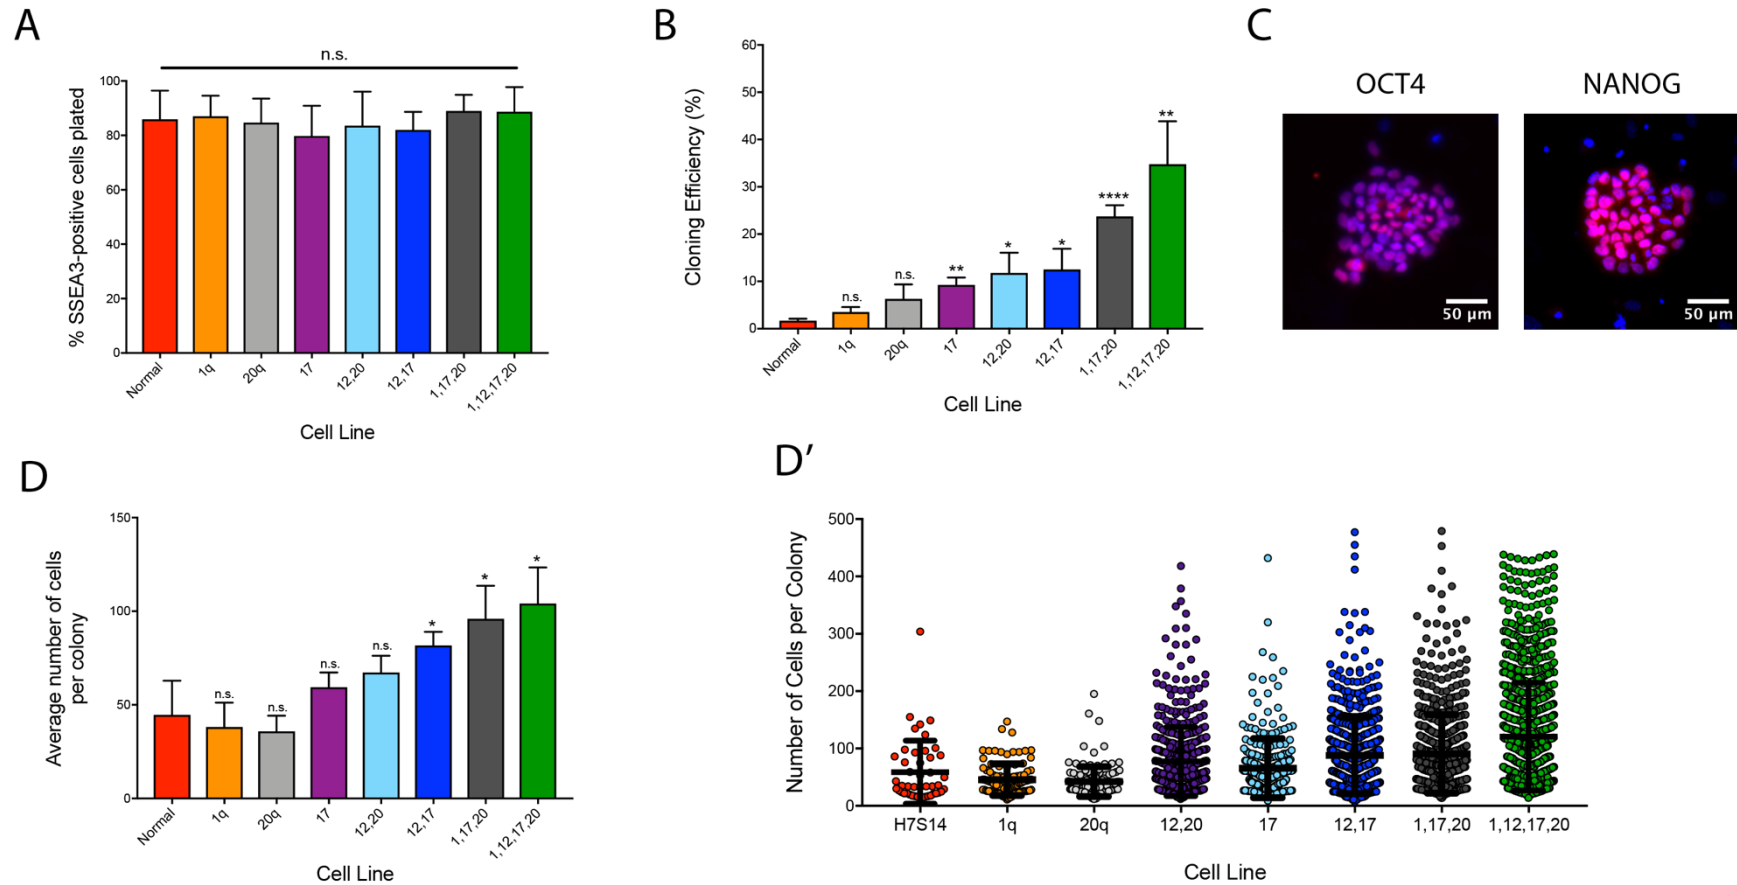 A
n.s.
% SSEA3-positive cells plated
100
80
60
40
20
0
Normal
1q
20q
17
12,20
12,17
1,17,20
1,12,17,20
Cell Line
B
Cloning Efficiency (%)
60
50
40
30
20
10
0
n.s.
n.s.
**
*
*
****
**
Normal
1q
20q
17
12,20
12,17
1,17,20
1,12,17,20
Cell Line
C
OCT4
NANOG
50 µm
50 µm
D
Average number of cells
per colony
150
100
50
0
n.s.
n.s.
n.s.
n.s.
*
*
*
Normal
1q
20q
17
12,20
12,17
1,17,20
1,12,17,20
Cell Line
D'
Number of Cells per Colony
500
400
300
200
100
0
H7S14
1q
20q
12,20
17
12,17
1,17,20
1,12,17,20
Cell Line